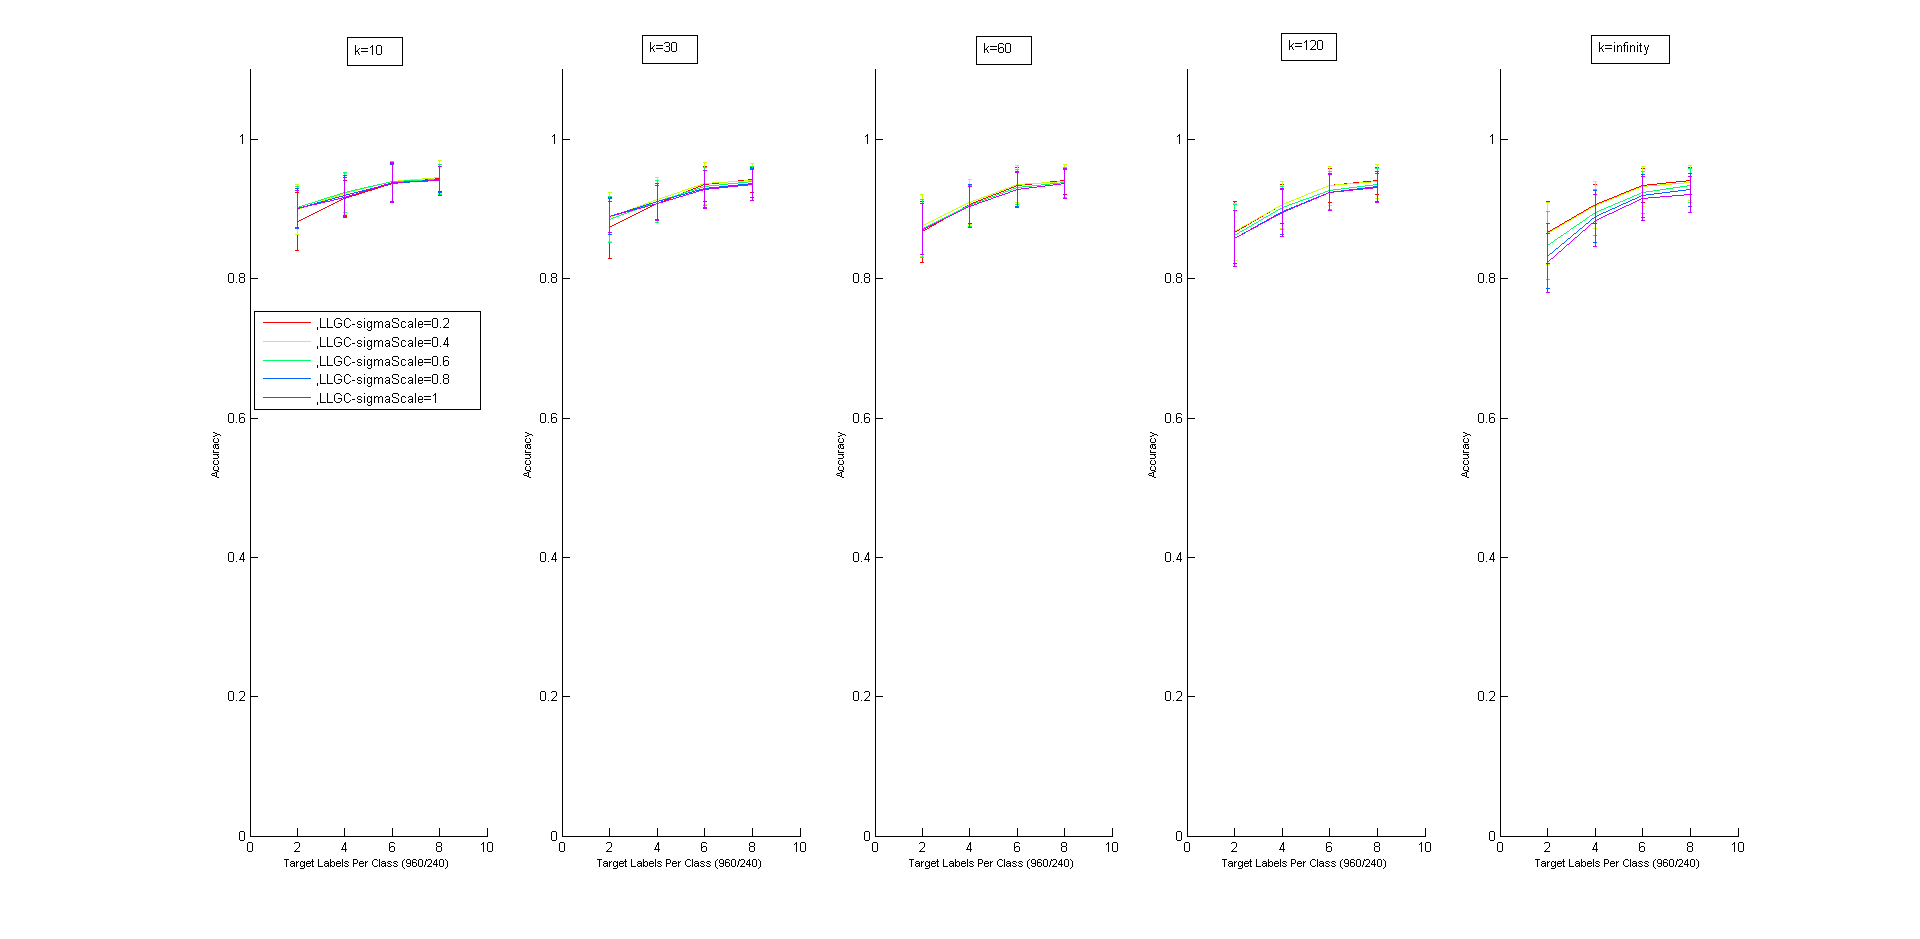 k=10
k=30
k=60
k=120
k=infinity
1
0.8
0.6
0.4
0.2
0
0 2 4 6 8 10
Accuracy
Target Labels Per Class (960/240)
,LLGC-sigmaScale=0.2
,LLGC-sigmaScale=0.4
,LLGC-sigmaScale=0.6
,LLGC-sigmaScale=0.8
,LLGC-sigmaScale=1
1
0.8
0.6
0.4
0.2
0
0 2 4 6 8 10
Accuracy
Target Labels Per Class (960/240)
1
0.8
0.6
0.4
0.2
0
0 2 4 6 8 10
Accuracy
Target Labels Per Class (960/240)
1
0.8
0.6
0.4
0.2
0
0 2 4 6 8 10
Accuracy
Target Labels Per Class (960/240)
1
0.8
0.6
0.4
0.2
0
0 2 4 6 8 10
Accuracy
Target Labels Per Class (960/240)